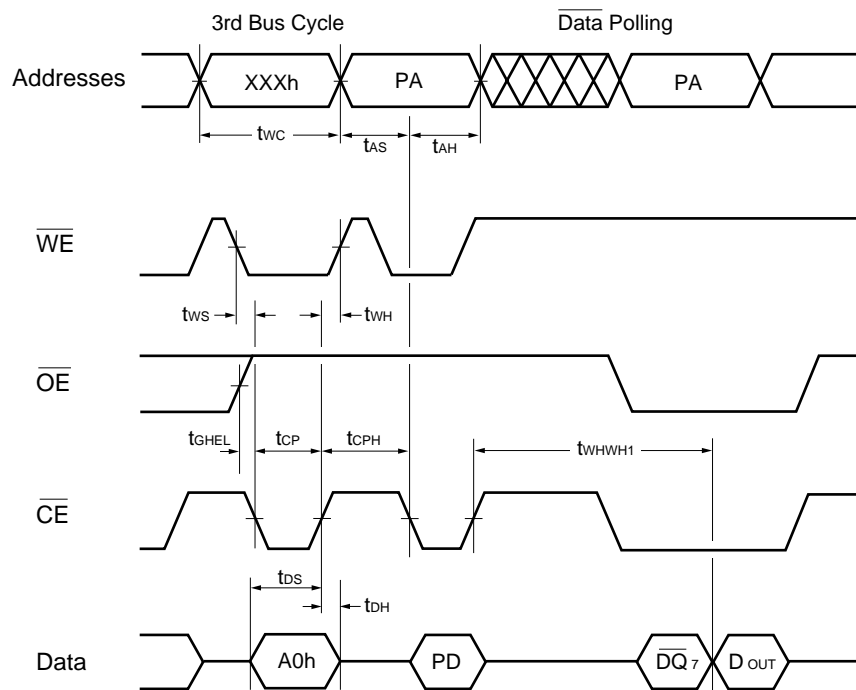 3rd Bus Cycle
Data Polling
Addresses
XXXh
PA
PA
tWC
tAS
tAH
WE
tWS
tWH
OE
tGHEL
tCP
tCPH
tWHWH1
CE
tDS
tDH
Data
A0h
PD
DQ7
DOUT